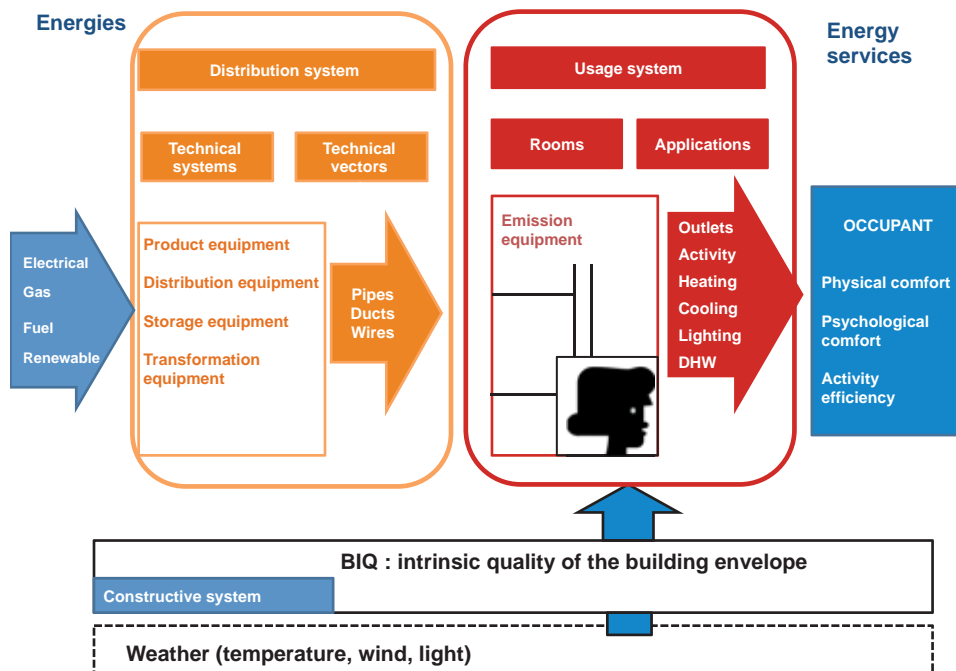 Energies
Energy
services
Distribution system
Usage system
Technical
systems
Technical
vectors
Rooms
Applications
Electrical
Gas
Fuel
Renewable
Product equipment
Distribution equipment
Storage equipment
Transformation
equipment
Pipes
Ducts
Wires
Emission
equipment
Outlets
Activity
Heating
Cooling
Lighting
DHW
OCCUPANT
Physical comfort
Psychological
comfort
Activity
efficiency
BIQ : intrinsic quality of the building envelope
Constructive system
Weather (temperature, wind, light)